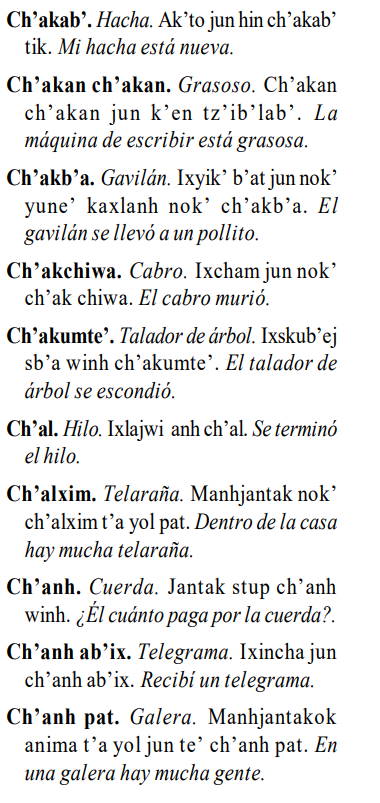 Ch’akab’. Hacha. Ak’to jun hin ch’akab’
tik. Mi hacha está nueva.
Ch’akan ch’akan. Grasoso. Ch’akan
ch’akan jun k’en tz’ib’lab’. La
máquina de escribir está grasosa.
Ch’akb’a. Gavilán. Ixyik’ b’at jun nok’
yune’ kaxlanh nok’ ch’akb’a. El
gavilán se llevó a un pollito.
Ch’akchiwa. Cabro. Ixcham jun nok’
ch’ak chiwa. El cabro murió.
Ch’akumte’. Talador de árbol. Ixskub’ej
sb’a winh ch’akumte’. El talador de
árbol se escondió.
Ch’al. Hilo. Ixlajwi anh ch’al. Se terminó
el hilo.
Ch’alxim. Telaraña. Manhjantak nok’
ch’alxim t’a yol pat. Dentro de la casa
hay mucha telaraña.
Ch’anh. Cuerda. Jantak stup ch’anh
winh. ¿Él cuánto paga por la cuerda?.
Ch’anh ab’ix. Telegrama. Ixincha jun
ch’anh ab’ix. Recibí un telegrama.
Ch’anh pat. Galera. Manhjantakok
anima t’a yol jun te’ ch’anh pat. En
una galera hay mucha gente.